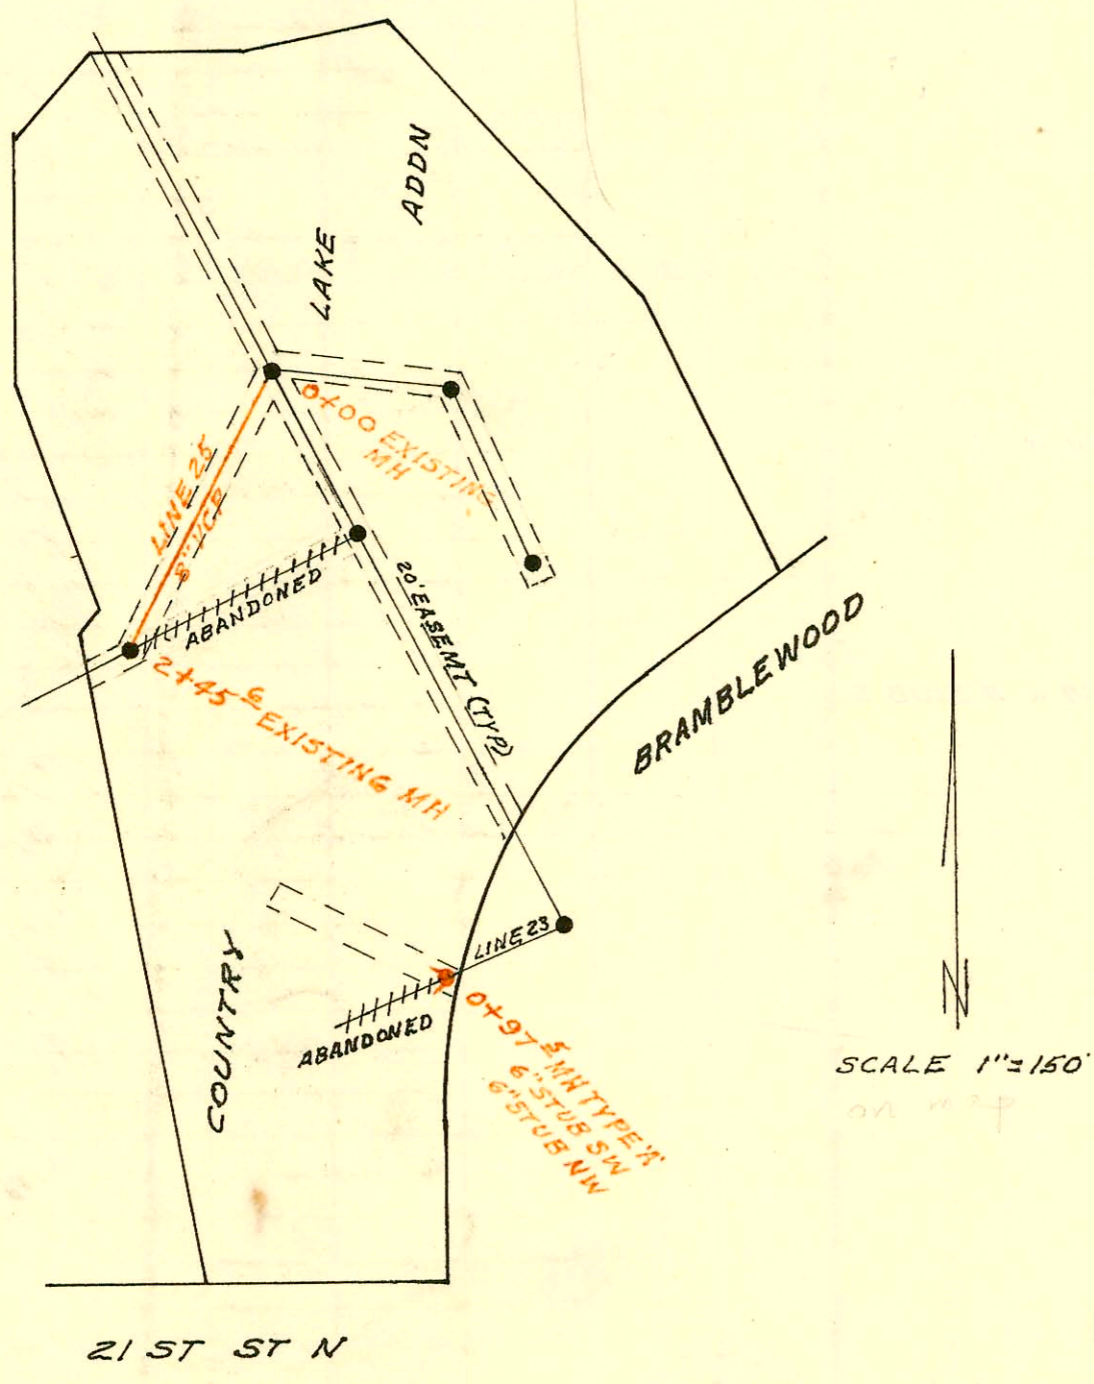 ADDN
LAKE
0+00 EXISTING
MH
LINE 25
8" VCP
ABANDONED
20' EASEMT (TYP)
2+45 6 EXISTING MH
BRAMBLEWOOD
COUNTRY
LINE 23
ABANDONED
0+97 5 MH TYPE 'A'
6" STUB SW
6" STUB NW
N
SCALE 1"=150'
21 ST ST N